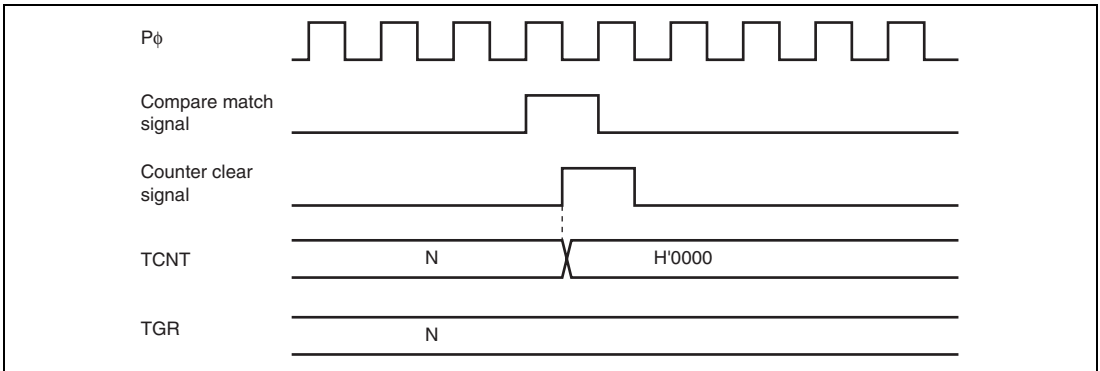 Pϕ
Compare match
signal
Counter clear
signal
TCNT
N
H'0000
TGR
N